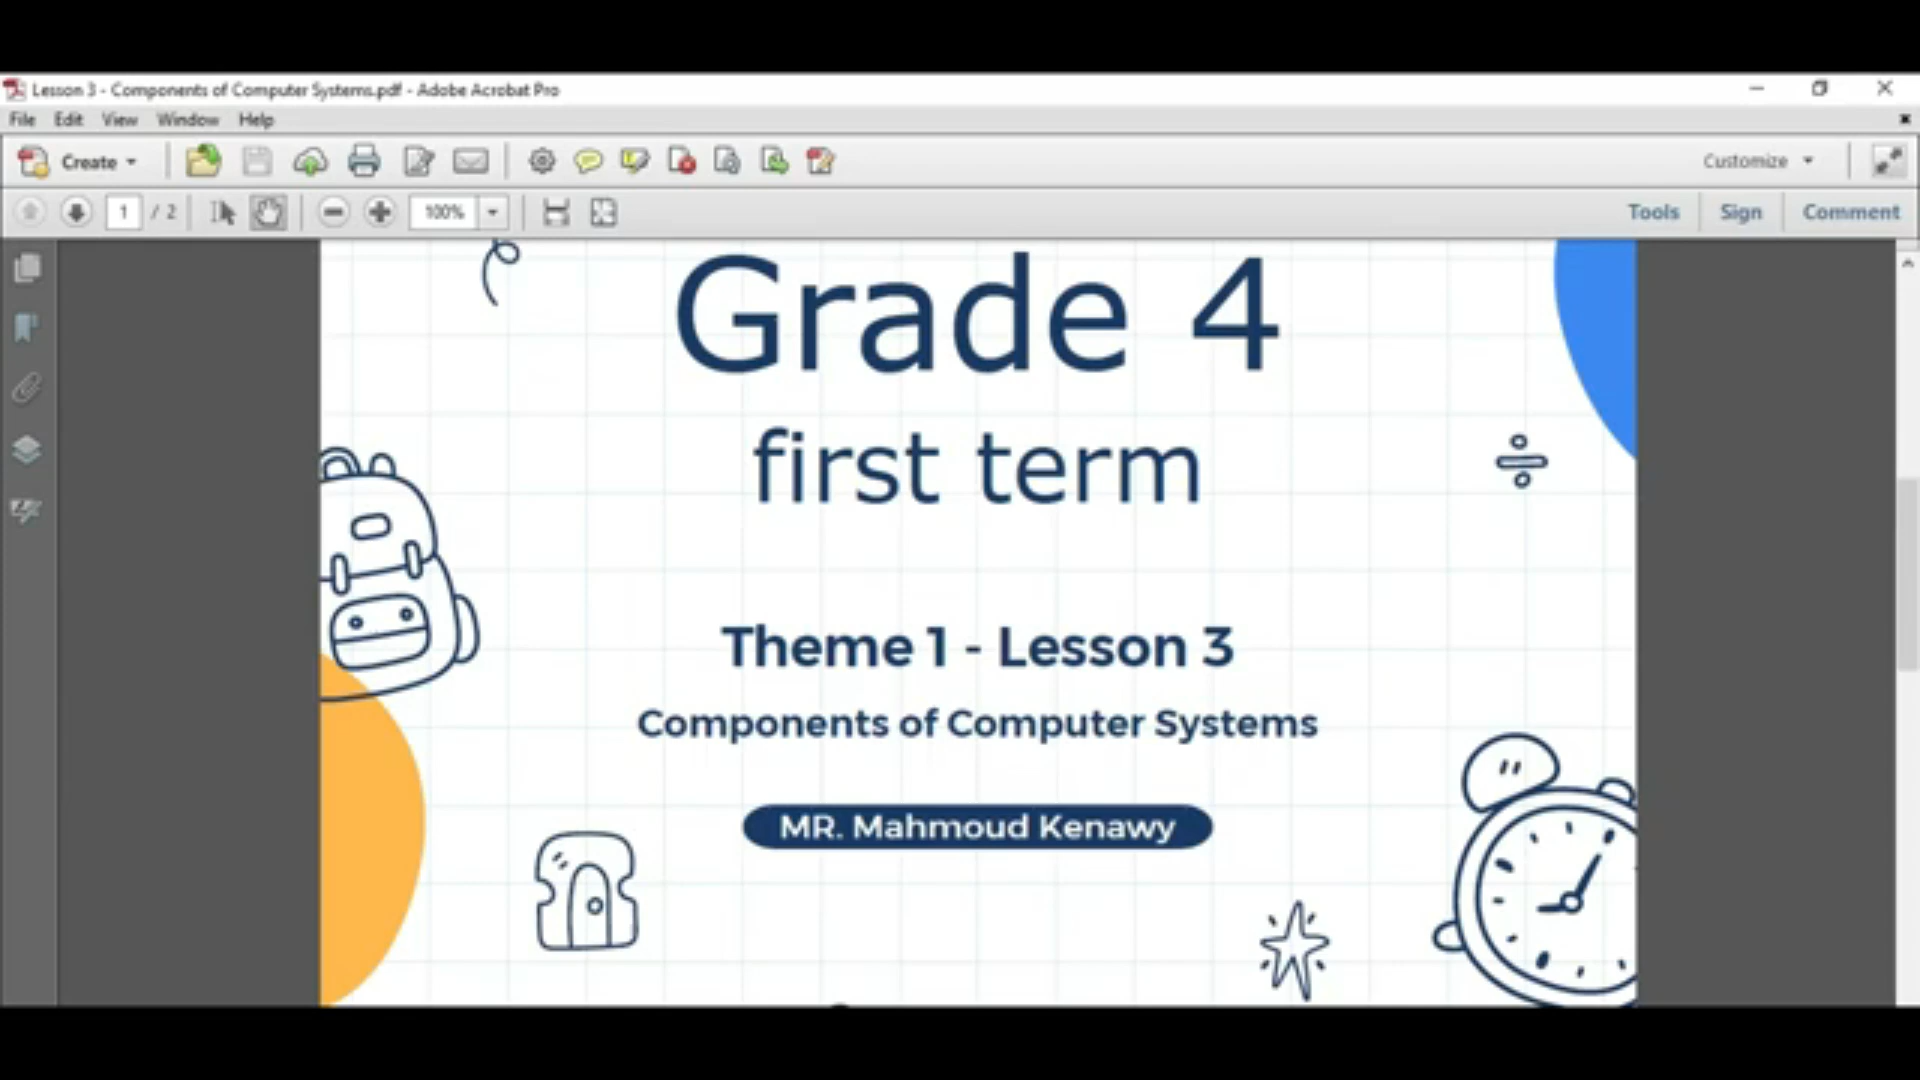 Lesson 3 - Components of Computer Systems.pdf - Adobe Acrobat Pro
File Edit View Window Help
Create Customize
1 / 2 100% Tools Sign Comment
Grade 4
first term
Theme 1 - Lesson 3
Components of Computer Systems
MR. Mahmoud Kenawy